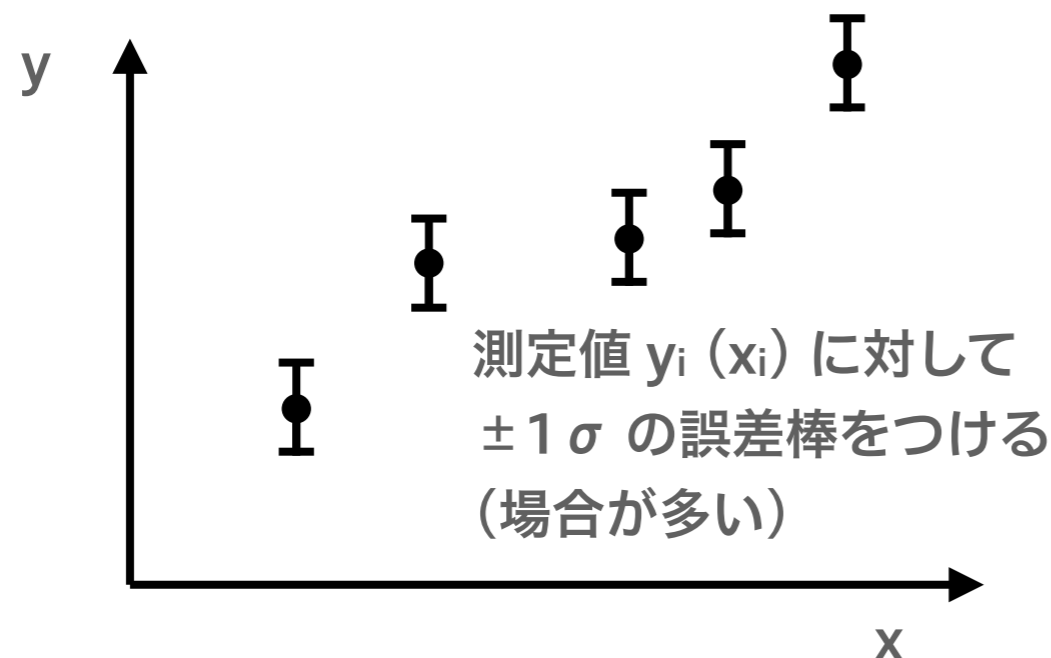 y
測定値 yi (xi) に対して
±1σ の誤差棒をつける
(場合が多い)
x